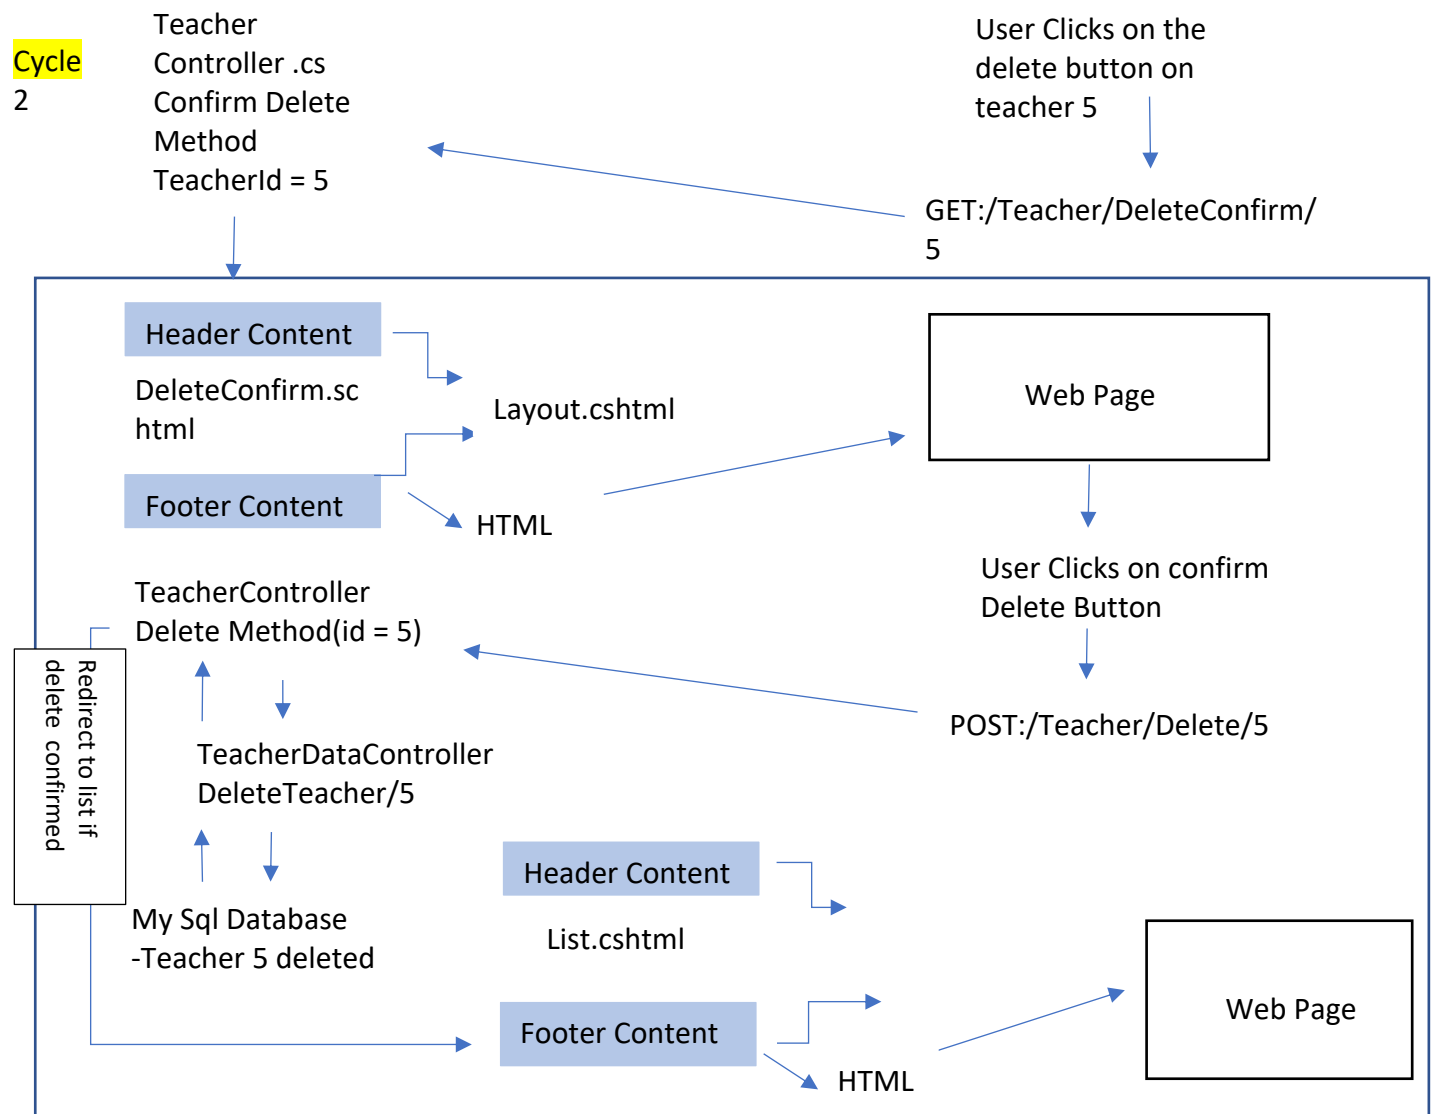 Cycle
2
Teacher
Controller .cs
Confirm Delete
Method
TeacherId = 5
User Clicks on the
delete button on
teacher 5
GET:/Teacher/DeleteConfirm/
5
Header Content
DeleteConfirm.sc
html
Footer Content
Layout.cshtml
HTML
Web Page
User Clicks on confirm
Delete Button
POST:/Teacher/Delete/5
TeacherController
Delete Method(id = 5)
Redirect to list if
delete confirmed
TeacherDataController
DeleteTeacher/5
My Sql Database
-Teacher 5 deleted
Header Content
List.cshtml
Footer Content
HTML
Web Page